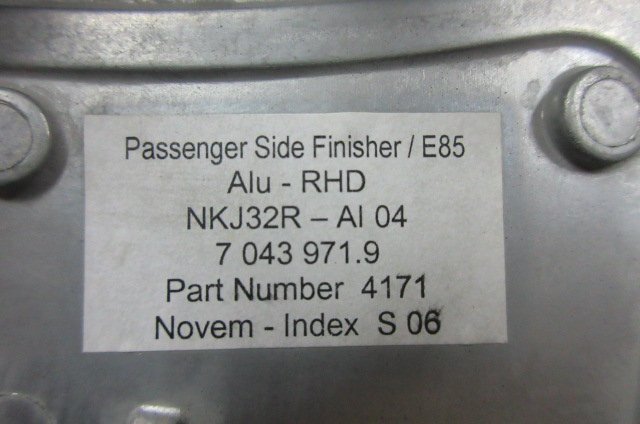 Passenger Side Finisher / E85
Alu - RHD
NKJ32R – Al 04
7 043 971.9
Part Number 4171
Novem - Index S 06